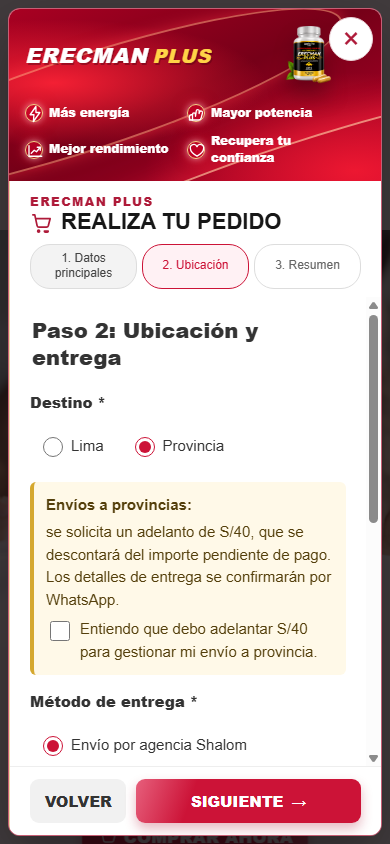 ERECMAN PLUS
×
Más energía
Mayor potencia
Mejor rendimiento
Recupera tu
confianza
ERECMAN PLUS
REALIZA TU PEDIDO
1. Datos
principales
2. Ubicación
3. Resumen
Paso 2: Ubicación y
entrega
Destino *
Lima
Provincia
Envíos a provincias:
se solicita un adelanto de S/40, que se
descontará del importe pendiente de pago.
Los detalles de entrega se confirmarán por
WhatsApp.
Entiendo que debo adelantar S/40
para gestionar mi envío a provincia.
Método de entrega *
Envío por agencia Shalom
VOLVER
SIGUIENTE →
COMPRAR AHORA